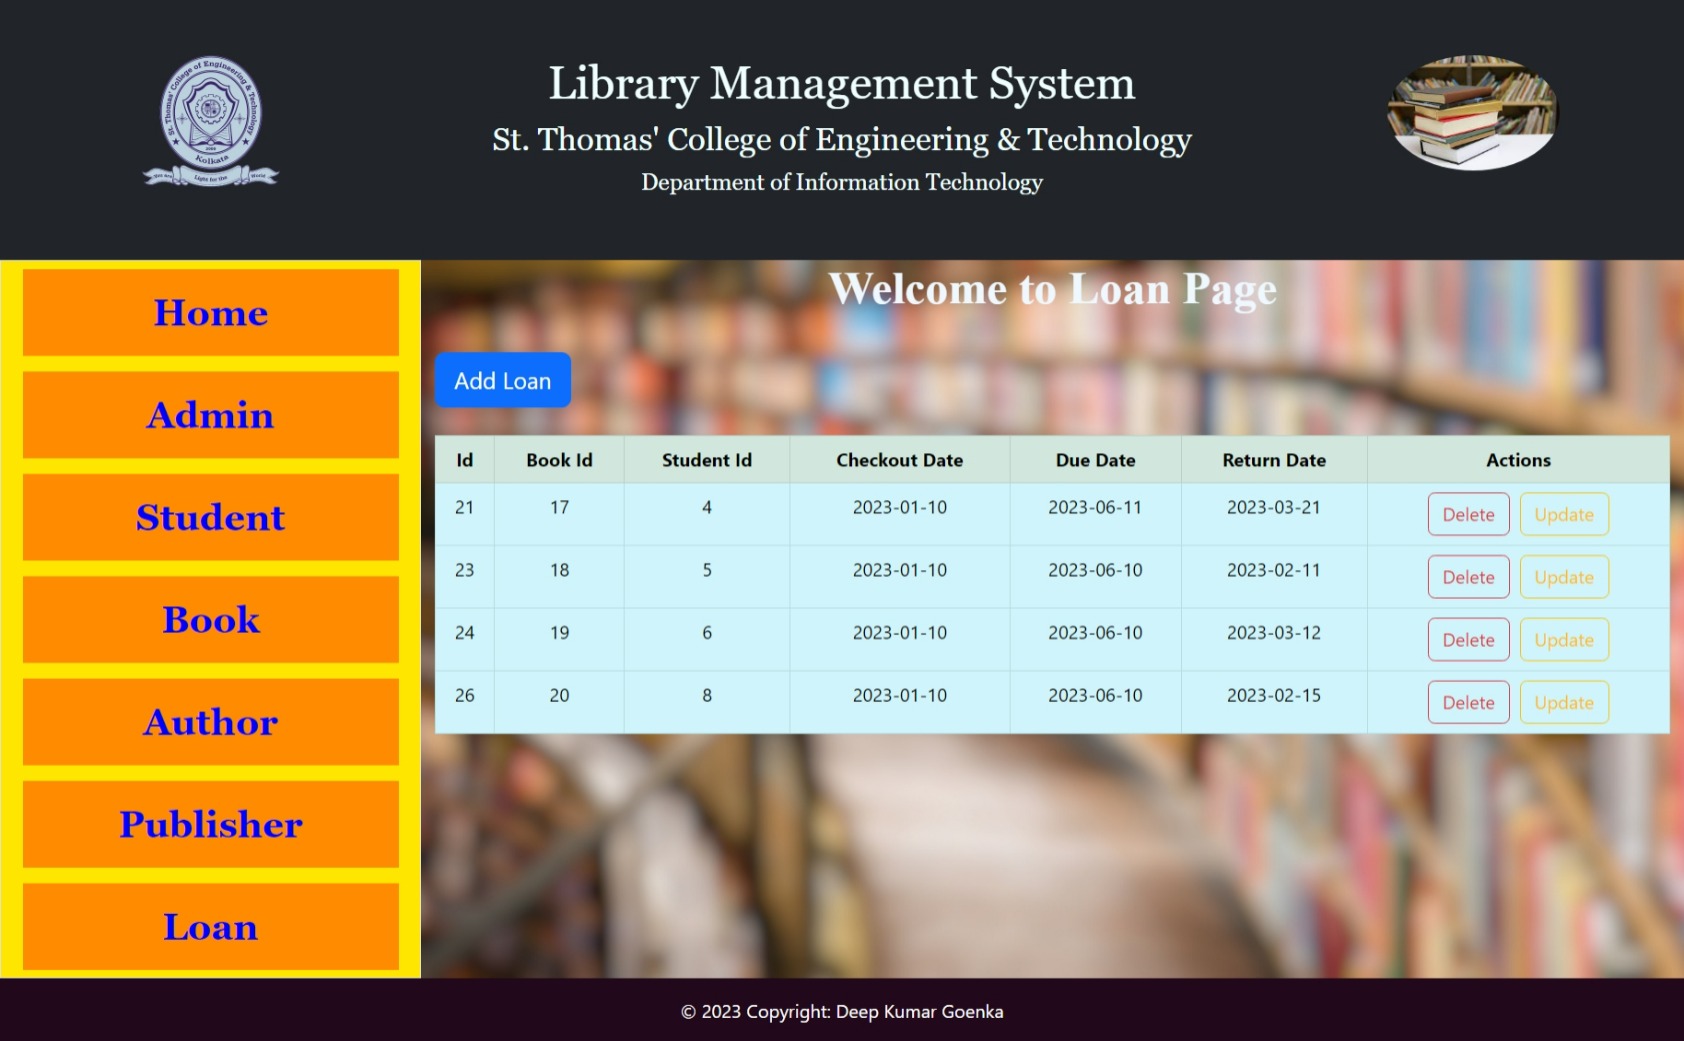 St. Thomas' College of Engineering & Technology
Kolkata
Library Management System
St. Thomas' College of Engineering & Technology
Department of Information Technology
Home
Admin
Student
Book
Author
Publisher
Loan
Welcome to Loan Page
Add Loan
Id Book Id Student Id Checkout Date Due Date Return Date Actions
21 17 4 2023-01-10 2023-06-11 2023-03-21 Delete Update
23 18 5 2023-01-10 2023-06-10 2023-02-11 Delete Update
24 19 6 2023-01-10 2023-06-10 2023-03-12 Delete Update
26 20 8 2023-01-10 2023-06-10 2023-02-15 Delete Update
© 2023 Copyright: Deep Kumar Goenka